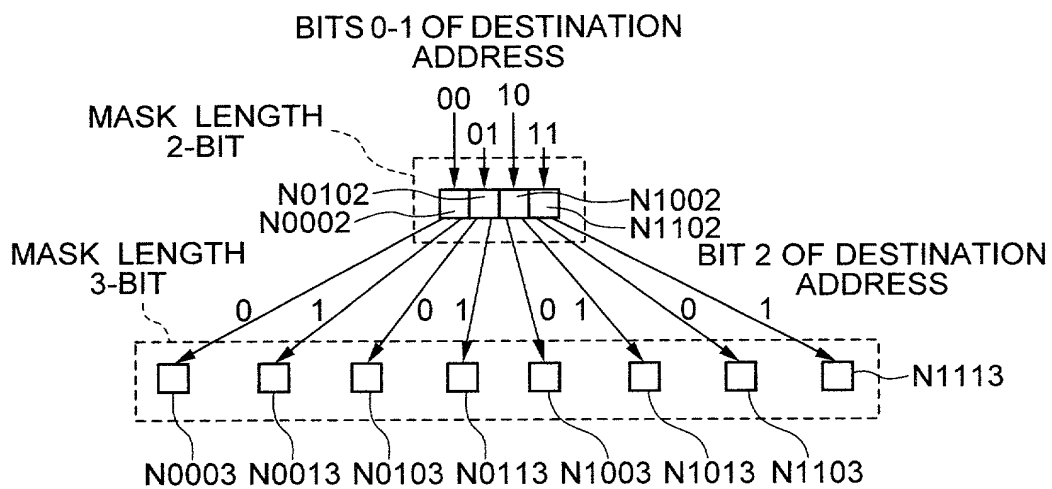 BITS 0-1 OF DESTINATION
ADDRESS
00 10
MASK LENGTH
2-BIT
01 11
N0102
N0002
N1002
N1102
MASK LENGTH
3-BIT
BIT 2 OF DESTINATION
ADDRESS
0 1 0 1 0 1 0 1
N1113
N0003 N0013 N0103 N0113 N1003 N1013 N1103